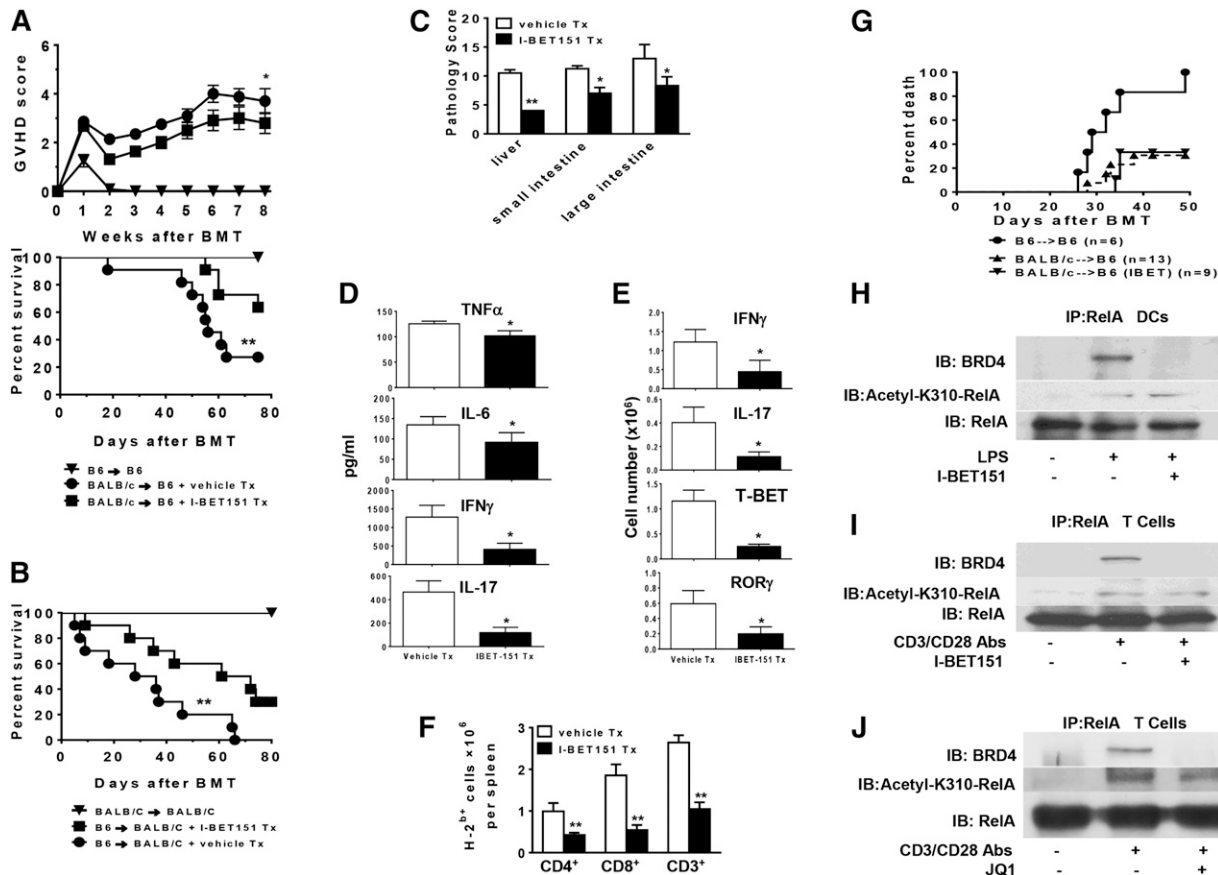 A
GVHD score
6
4
2
0
0 1 2 3 4 5 6 7 8
*
Weeks after BMT
Percent survival
100
80
60
40
20
0
**
0 20 40 60 80
Days after BMT
B6 → B6
BALB/c → B6 + vehicle Tx
BALB/c → B6 + I-BET151 Tx
B
Percent survival
100
80
60
40
20
0
**
0 20 40 60 80
Days after BMT
BALB/C → BALB/C
B6 → BALB/C + I-BET151 Tx
B6 → BALB/C + vehicle Tx
C
vehicle Tx
I-BET151 Tx
Pathology Score
20
15
10
5
0
** * *
liver
small intestine
large intestine
D
pg/ml
TNFα
150
100
50
0
*
IL-6
200
150
100
50
0
*
IFNγ
2000
1500
1000
500
0
*
IL-17
600
400
200
0
*
Vehicle Tx IBET-151 Tx
E
Cell number (x10⁶)
IFNγ
2.0
1.5
1.0
0.5
0.0
*
IL-17
0.6
0.4
0.2
0.0
*
T-BET
1.5
1.0
0.5
0.0
*
RORγ
1.0
0.8
0.6
0.4
0.2
0.0
*
Vehicle Tx IBET-151 Tx
F
vehicle Tx
I-BET151 Tx
H-2ᵇ⁺ cells ×10⁶
per spleen
3
2
1
0
** ** **
CD4⁺ CD8⁺ CD3⁺
G
Percent death
100
80
60
40
20
0
0 10 20 30 40 50
Days after BMT
B6-->B6 (n=6)
BALB/c-->B6 (n=13)
BALB/c-->B6 (IBET) (n=9)
H
IP:RelA DCs
IB: BRD4
IB:Acetyl-K310-RelA
IB: RelA
LPS - + +
I-BET151 - - +
I
IP:RelA T Cells
IB: BRD4
IB:Acetyl-K310-RelA
IB: RelA
CD3/CD28 Abs - + +
I-BET151 - - +
J
IP:RelA T Cells
IB: BRD4
IB:Acetyl-K310-RelA
IB: RelA
CD3/CD28 Abs - + +
JQ1 - - +